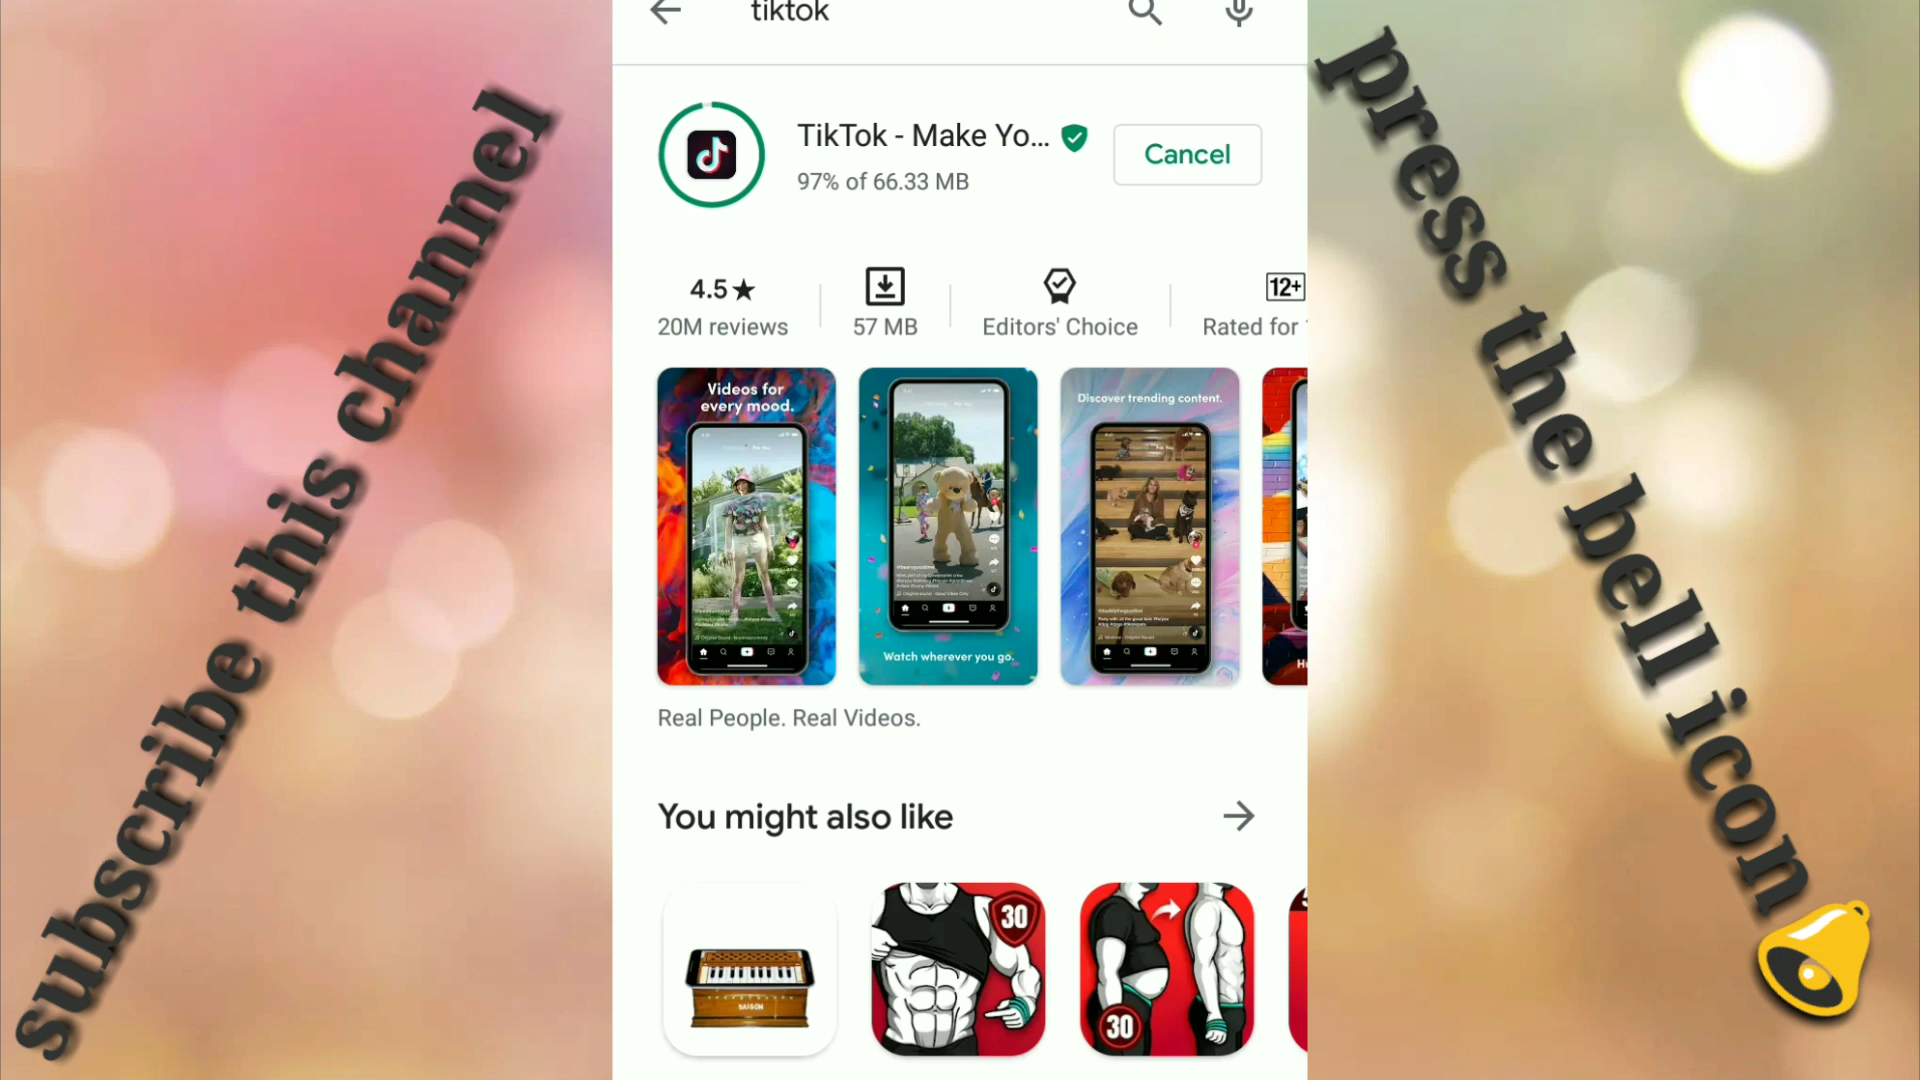 subscribe this channel
tiktok
TikTok - Make Yo...
97% of 66.33 MB
Cancel
4.5★
20M reviews
57 MB
Editors' Choice
12+
Rated for
Videos for
every mood.
Watch wherever you go.
Discover trending content.
Real People. Real Videos.
You might also like
30
30
press the bell icon